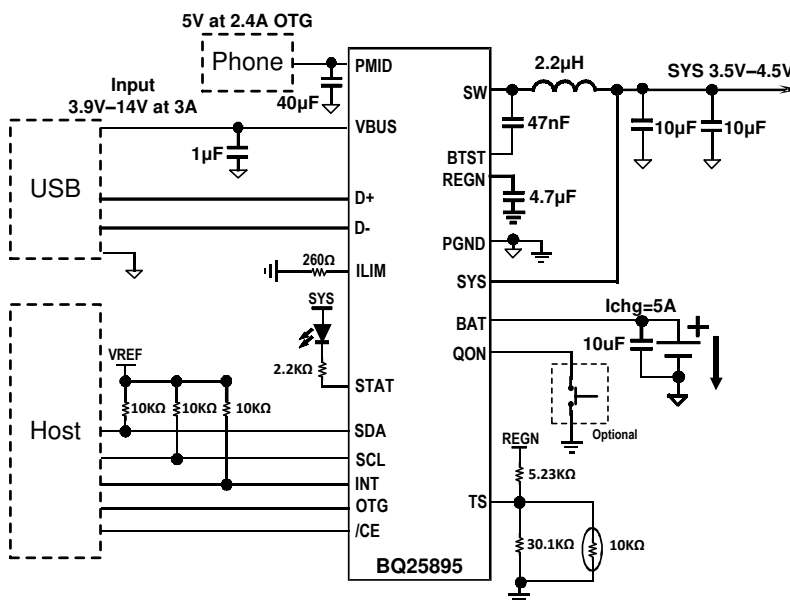 5V at 2.4A OTG
Phone
PMID
40µF
Input
3.9V–14V at 3A
VBUS
1µF
USB
D+
D-
260Ω
ILIM
SYS
2.2KΩ
STAT
VREF
10KΩ
10KΩ
10KΩ
Host
SDA
SCL
INT
OTG
/CE
BQ25895
SW
2.2µH
SYS 3.5V–4.5V
47nF
10µF
10µF
BTST
REGN
4.7µF
PGND
SYS
Ichg=5A
BAT
+
10uF
QON
Optional
REGN
5.23KΩ
TS
30.1KΩ
10KΩ